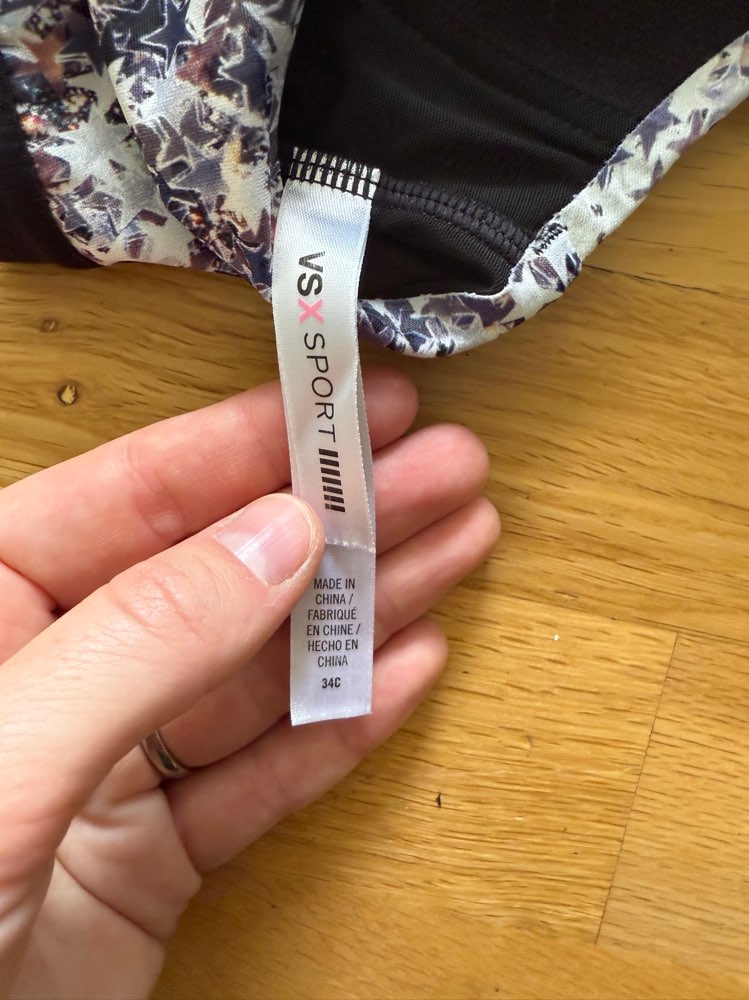 VSX SPORT
MADE IN
CHINA /
FABRIQUÉ
EN CHINE /
HECHO EN
CHINA
34C